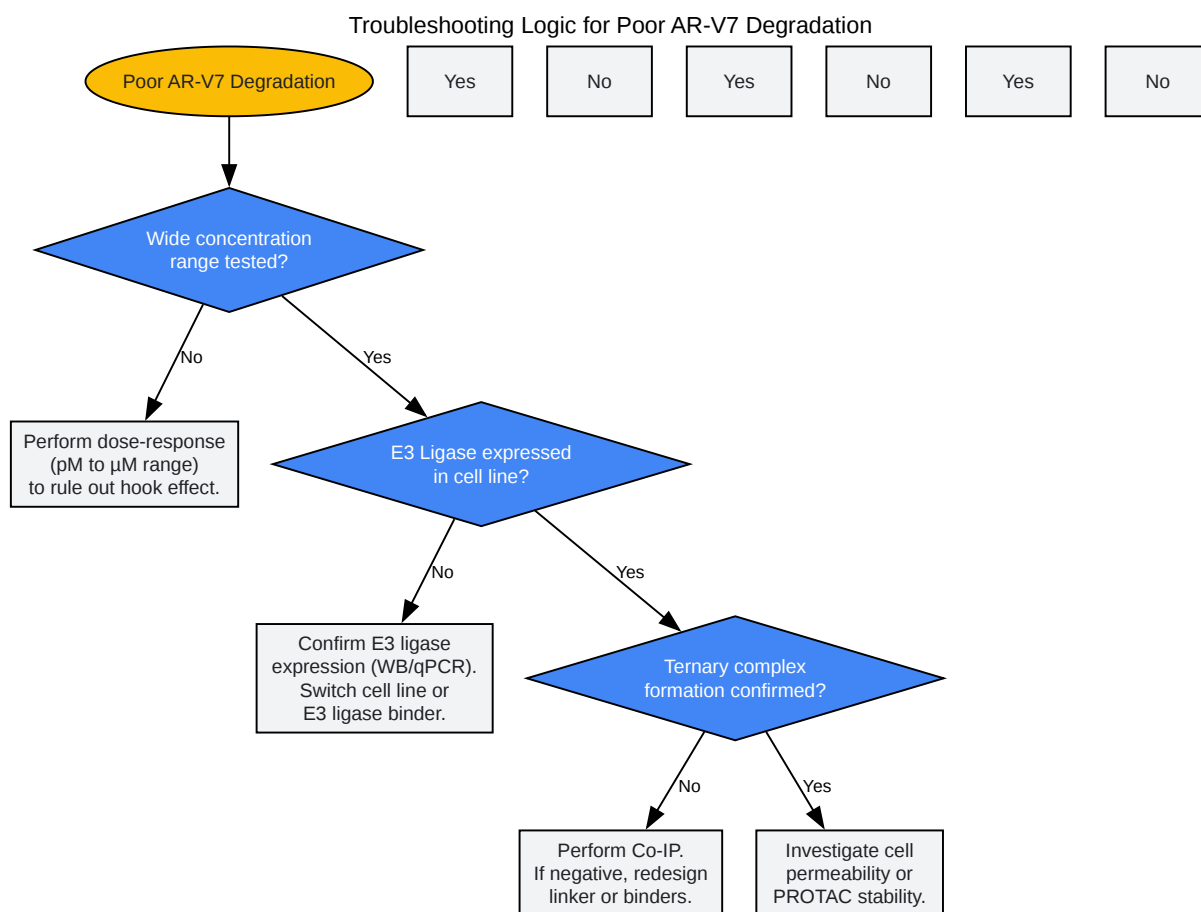 Troubleshooting Logic for Poor AR-V7 Degradation
Poor AR-V7 Degradation
Yes
No
Yes
No
Yes
No
Wide concentration
range tested?
No
Yes
Perform dose-response
(pM to µM range)
to rule out hook effect.
E3 Ligase expressed
in cell line?
No
Yes
Confirm E3 ligase
expression (WB/qPCR).
Switch cell line or
E3 ligase binder.
Ternary complex
formation confirmed?
No
Yes
Perform Co-IP.
If negative, redesign
linker or binders.
Investigate cell
permeability or
PROTAC stability.